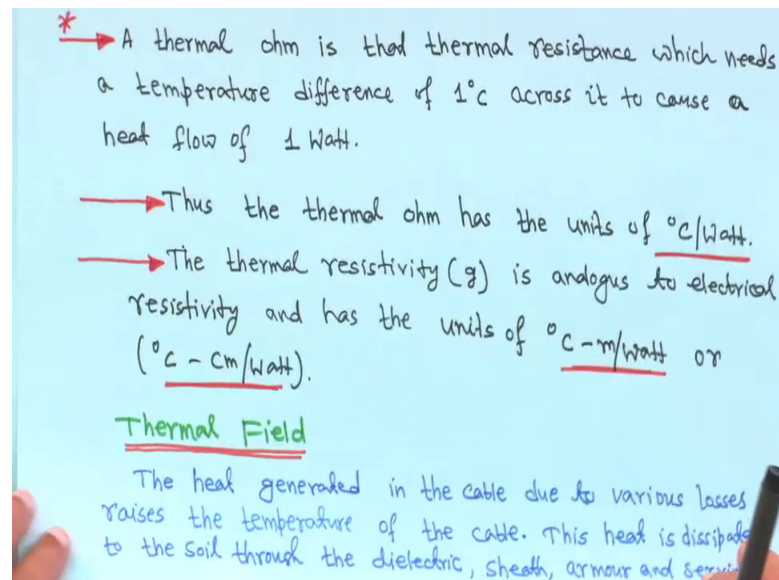 * → A thermal ohm is that thermal resistance which needs
a temperature difference of 1°C across it to cause a
heat flow of 1 Watt.
→ Thus the thermal ohm has the units of °C/Watt.
→ The thermal resistivity (g) is analogus to electrical
resistivity and has the units of °C-m/watt or
(°C - Cm/Watt).
Thermal Field
The heat generated in the cable due to various losses
raises the temperature of the cable. This heat is dissipate
to the soil through the dielectric, sheath, armour and servi